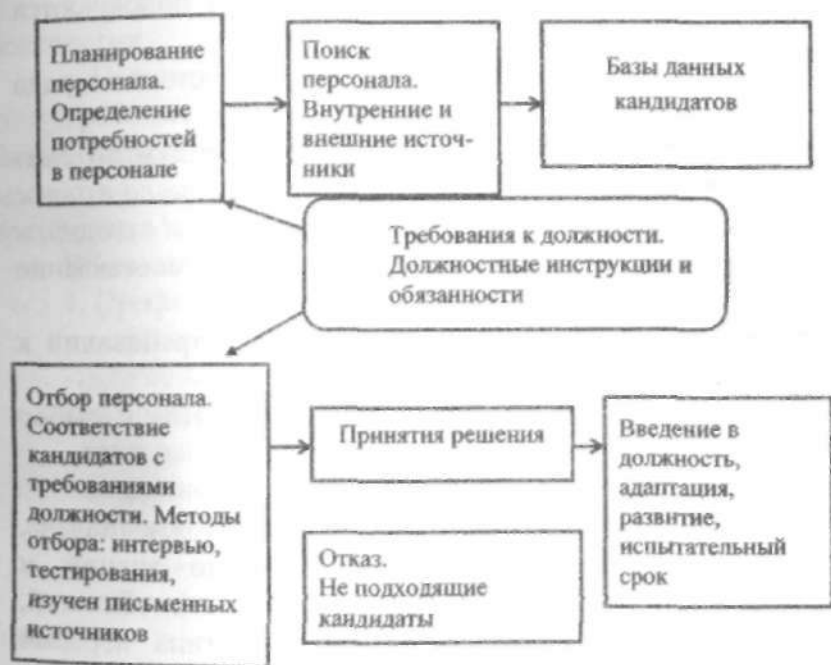 Планирование
персонала.
Определение
потребностей
в персонале
Поиск
персонала.
Внутренние и
внешние источ-
ники
Базы данных
кандидатов
Требования к должности.
Должностные инструкции и
обязанности
Отбор персонала.
Соответствие
кандидатов с
требованиями
должности. Методы
отбора: интервью,
тестирования,
изучен письменных
источников
Принятия решения
Введение в
должность,
адаптация,
развитие,
испытательный
срок
Отказ.
Не подходящие
кандидаты